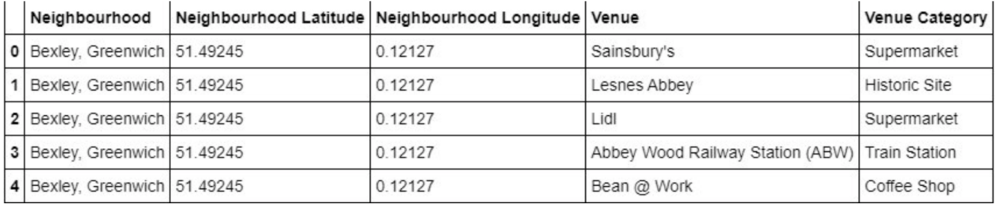 Neighbourhood Neighbourhood Latitude Neighbourhood Longitude Venue Venue Category
0 Bexley, Greenwich 51.49245 0.12127 Sainsbury's Supermarket
1 Bexley, Greenwich 51.49245 0.12127 Lesnes Abbey Historic Site
2 Bexley, Greenwich 51.49245 0.12127 Lidl Supermarket
3 Bexley, Greenwich 51.49245 0.12127 Abbey Wood Railway Station (ABW) Train Station
4 Bexley, Greenwich 51.49245 0.12127 Bean @ Work Coffee Shop